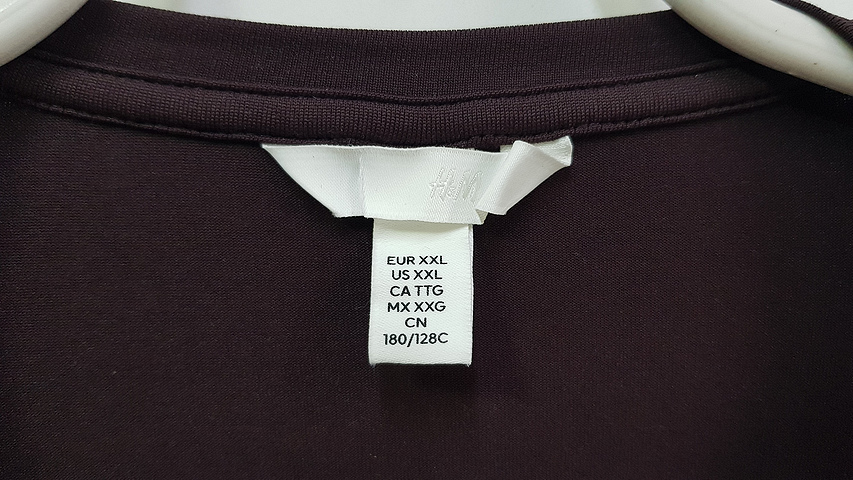 H&M
EUR XXL
US XXL
CA TTG
MX XXG
CN
180/128C